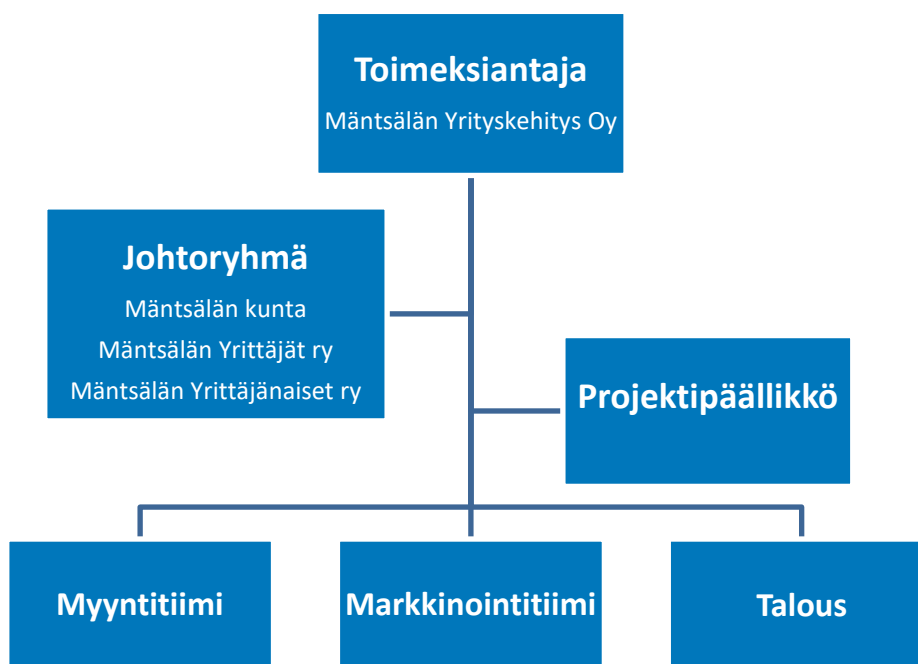 Toimeksiantaja
Mäntsälän Yrityskehitys Oy
Johtoryhmä
Mäntsälän kunta
Mäntsälän Yrittäjät ry
Mäntsälän Yrittäjänaiset ry
Projektipäällikkö
Myyntitiimi
Markkinointitiimi
Talous